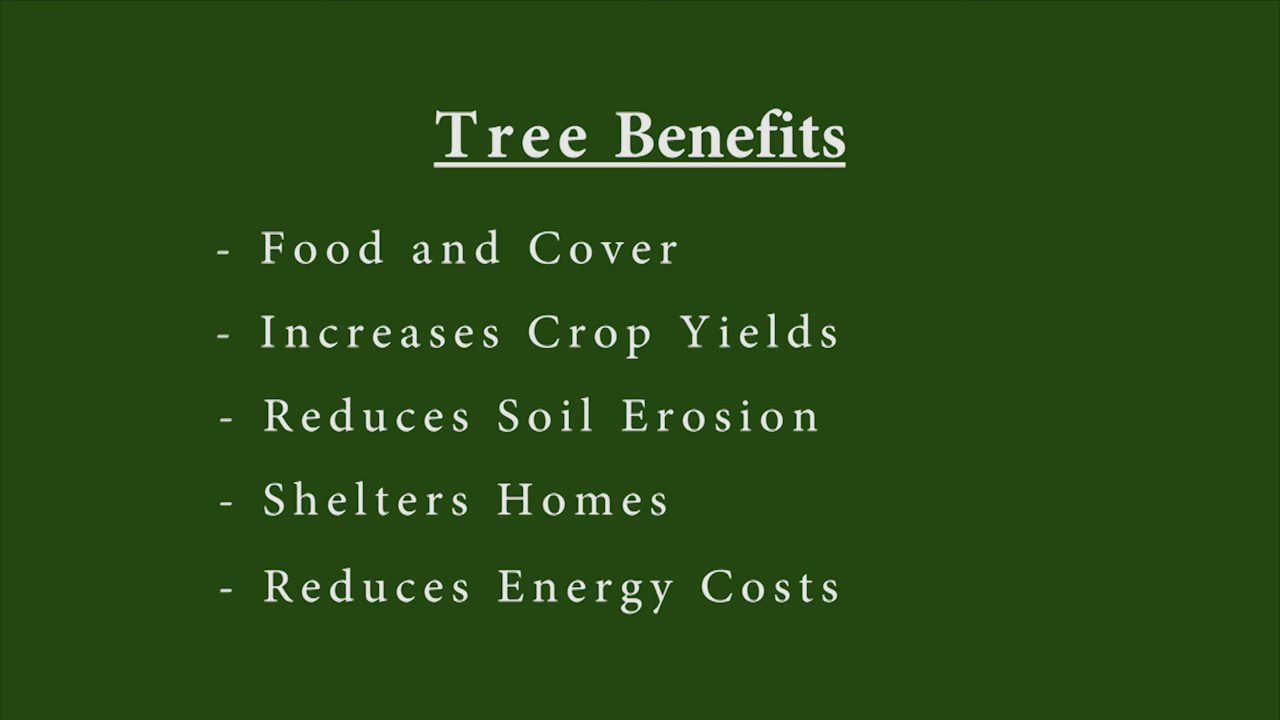 Tree Benefits
- Food and Cover
- Increases Crop Yields
- Reduces Soil Erosion
- Shelters Homes
- Reduces Energy Costs